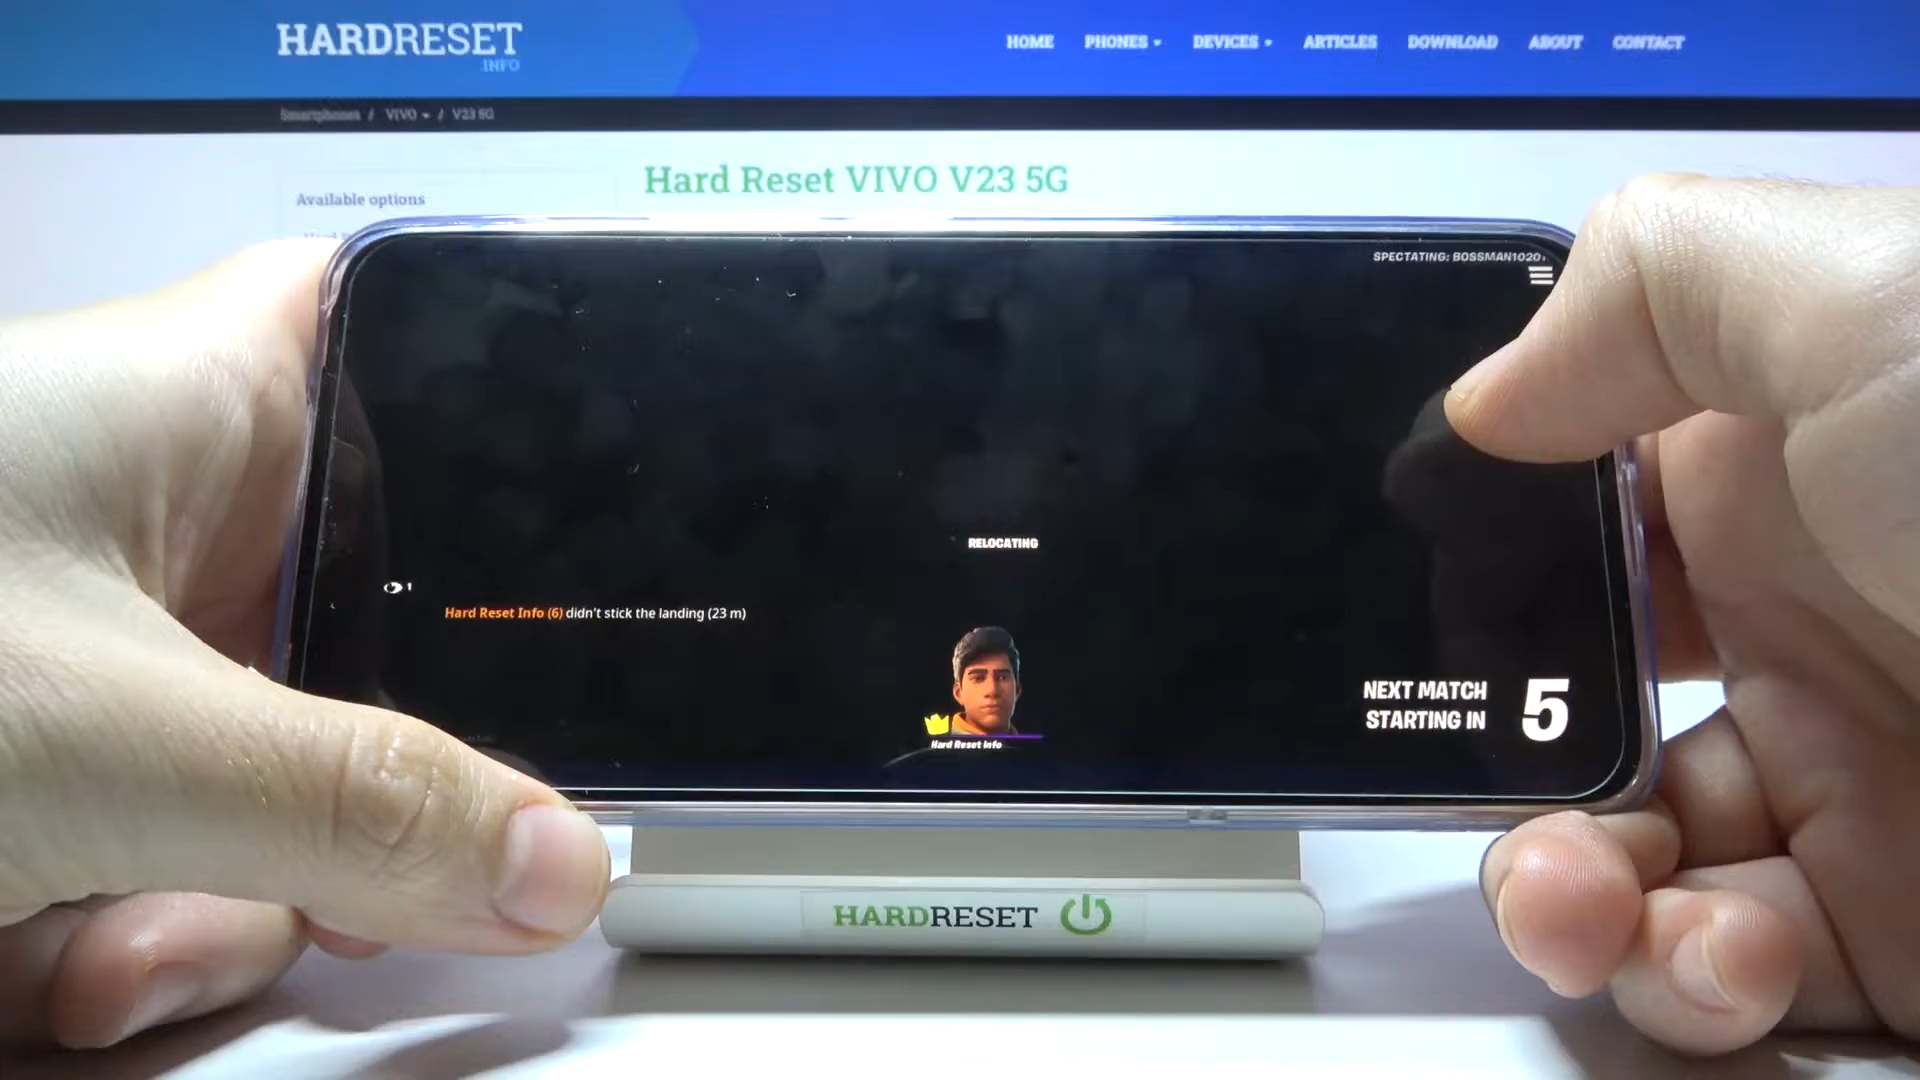 HARDRESET
.INFO
HOME PHONES DEVICES ARTICLES DOWNLOAD ABOUT CONTACT
Smartphones / VIVO / V23 5G
Hard Reset VIVO V23 5G
Available options
SPECTATING: BOSSMAN1020
RELOCATING
1
Hard Reset Info (6) didn't stick the landing (23 m)
NEXT MATCH
STARTING IN 5
Hard Reset Info
HARDRESET